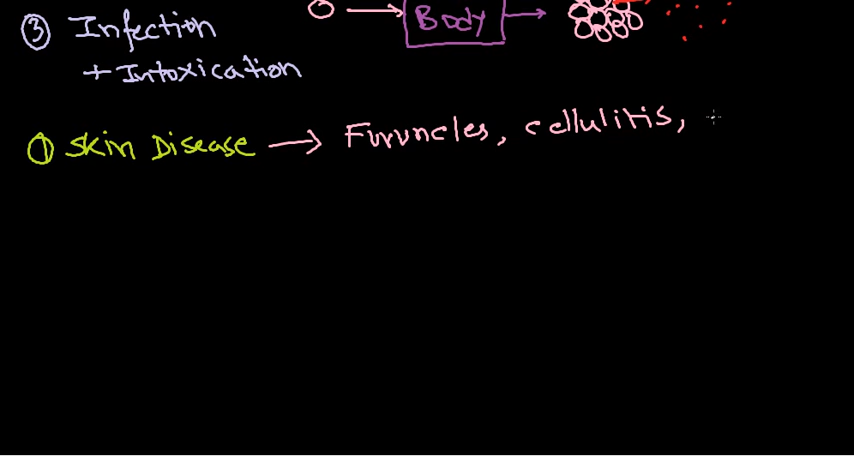 ③ Infection
+ Intoxication
Body
① Skin Disease → Furuncles, cellulitis,